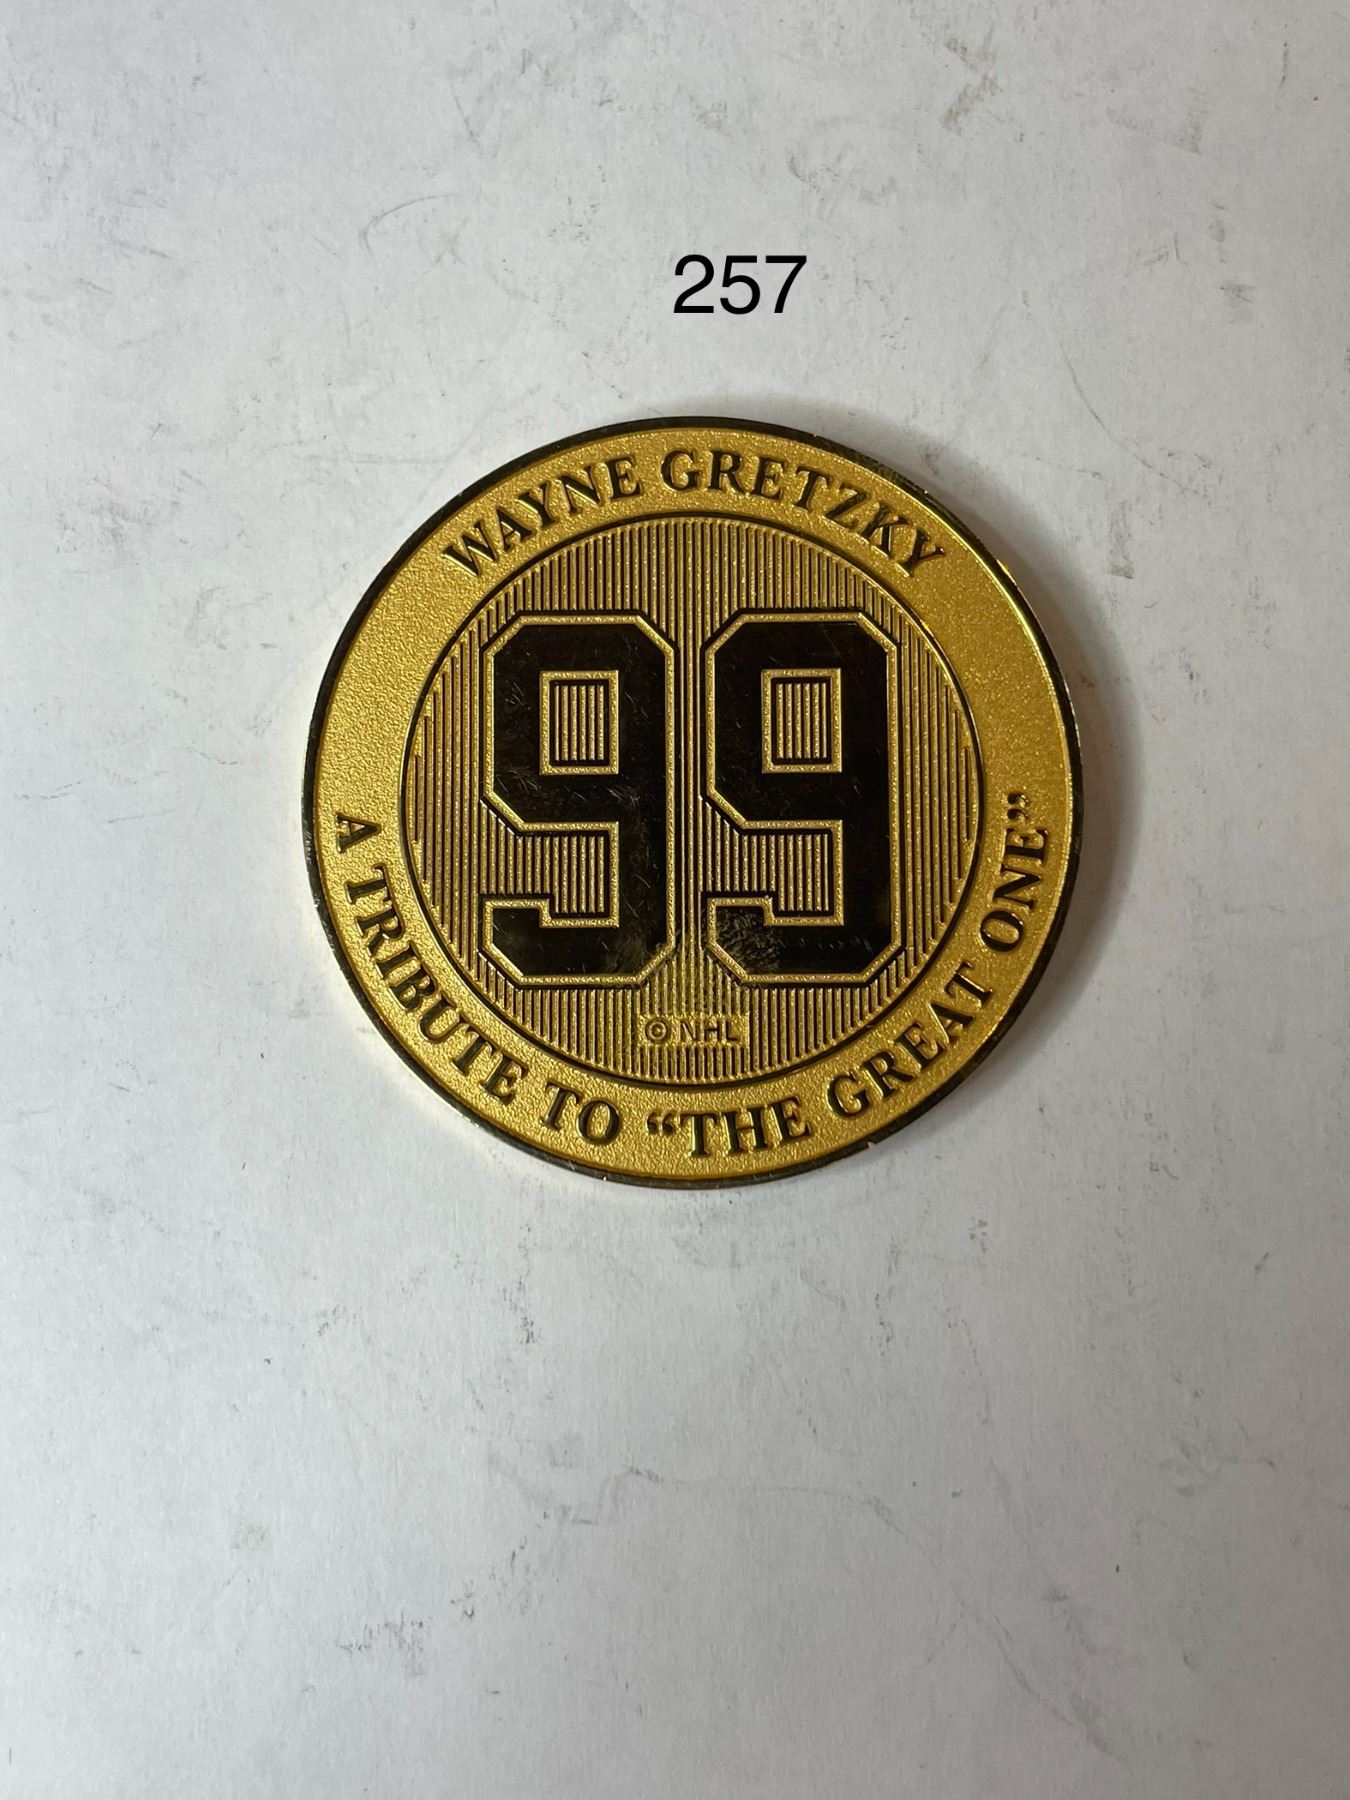 257
WAYNE GRETZKY
99
© NHL
A TRIBUTE TO “THE GREAT ONE”